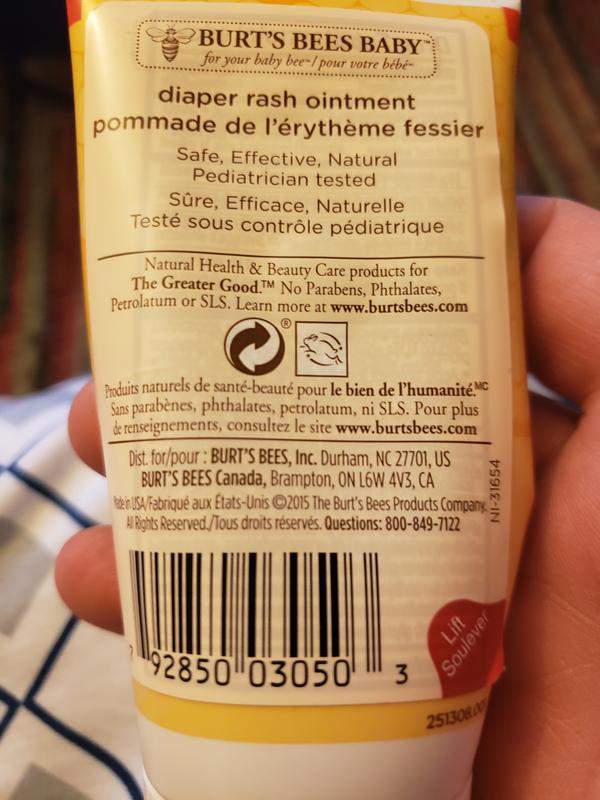 BURT'S BEES BABY™
for your baby bee™/pour votre bébé™
diaper rash ointment
pommade de l'érythème fessier
Safe, Effective, Natural
Pediatrician tested
Sûre, Efficace, Naturelle
Testé sous contrôle pédiatrique
Natural Health & Beauty Care products for
The Greater Good.™ No Parabens, Phthalates,
Petrolatum or SLS. Learn more at www.burtsbees.com
®
Produits naturels de santé-beauté pour le bien de l'humanité.MC
Sans parabènes, phthalates, petrolatum, ni SLS. Pour plus
de renseignements, consultez le site www.burtsbees.com
Dist. for/pour : BURT'S BEES, Inc. Durham, NC 27701, US
BURT'S BEES Canada, Brampton, ON L6W 4V3, CA
Made in USA/Fabriqué aux États-Unis ©2015 The Burt's Bees Products Company.
All Rights Reserved./Tous droits réservés. Questions: 800-849-7122
NI-31654
7 92850 03050 3
Lift
Soulever
251308.00